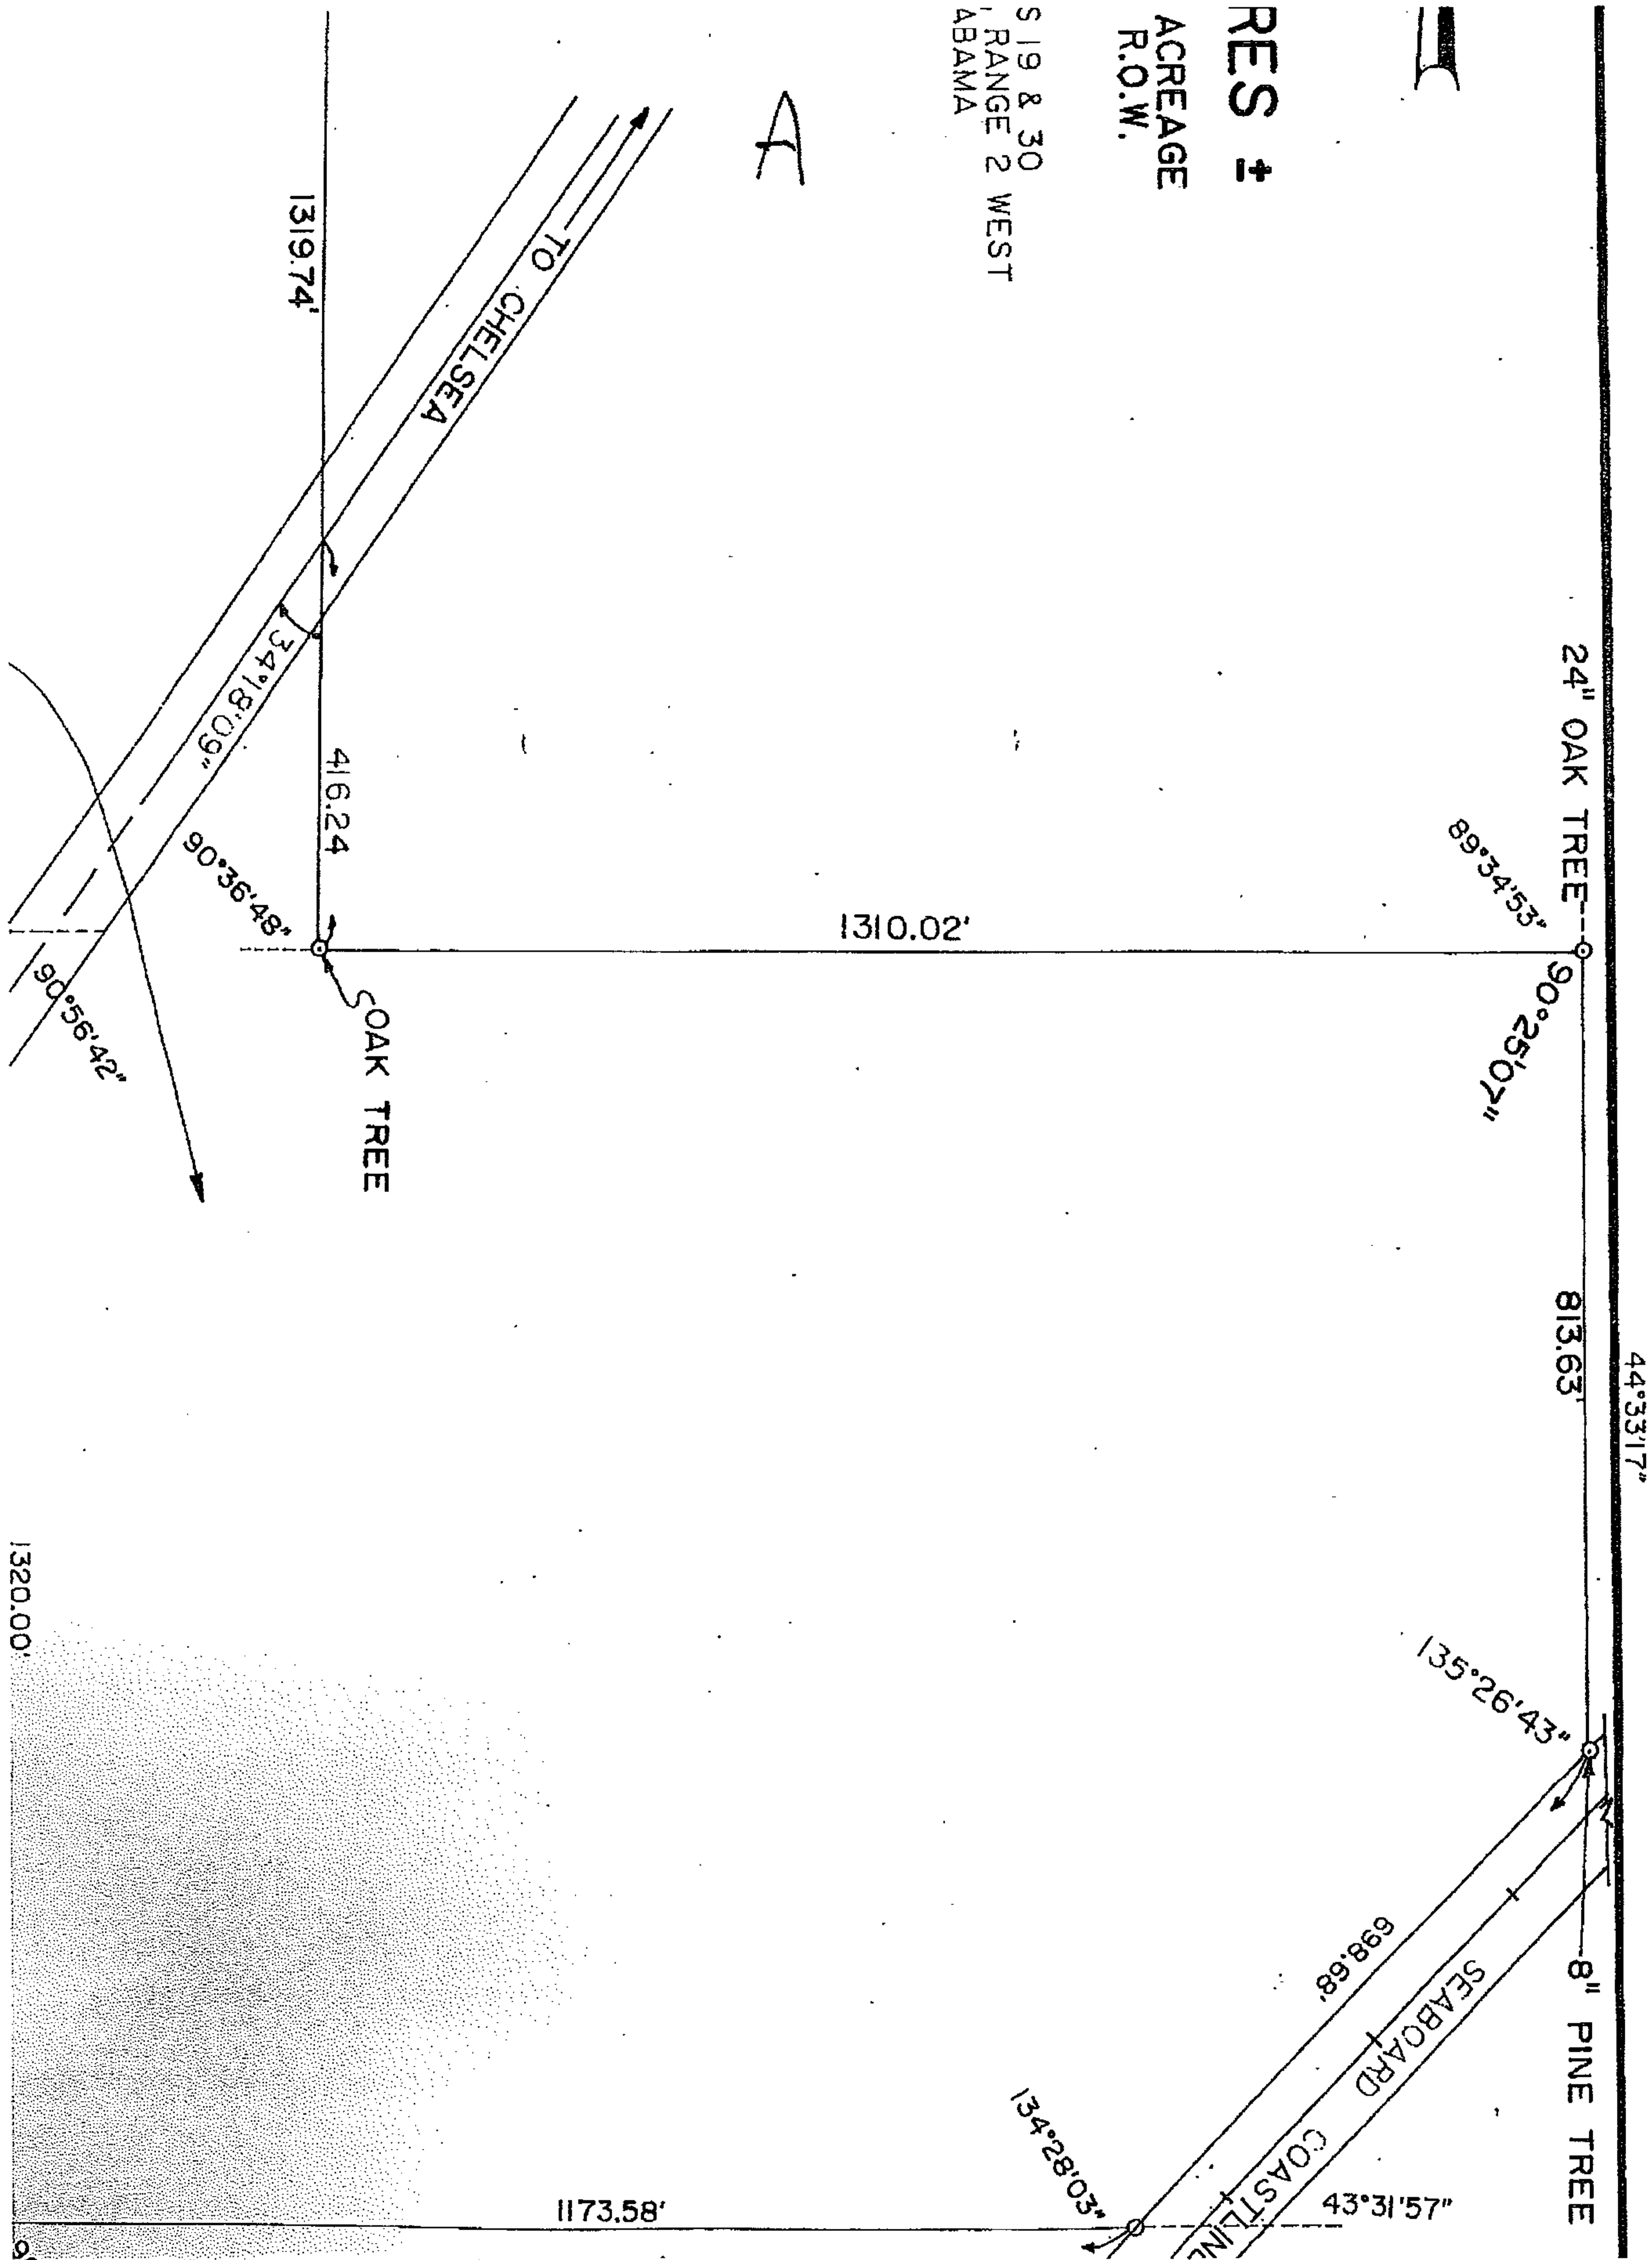 RES ±
ACREAGE
R.O.W.
S 19 & 30
, RANGE 2 WEST
ABAMA
A
TO CHELSEA
1319.74'
34°18'09"
416.24
90°36'48"
90°56'42"
OAK TREE
1310.02'
24" OAK TREE
89°34'53"
90°25'07"
813.63'
44°33'17"
135°26'43"
8" PINE TREE
698.68'
SEABOARD COASTLIN
134°28'03"
43°31'57"
1173.58'
1320.00'